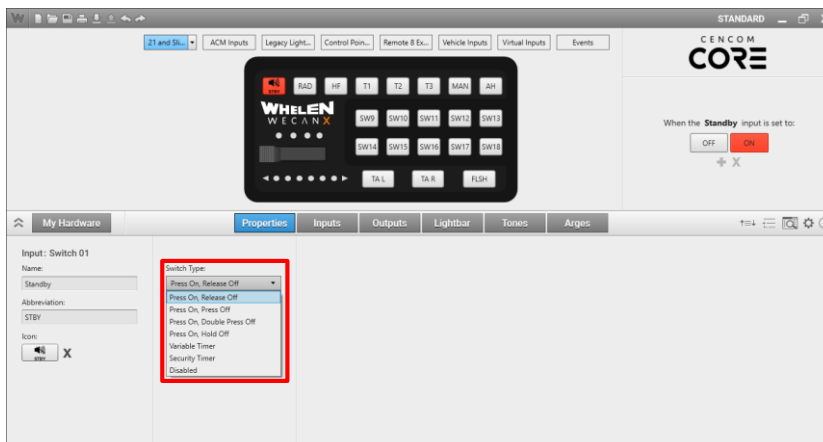 W
STANDARD
21 and Sli...
ACM Inputs
Legacy Light...
Control Poin...
Remote 8 Ex...
Vehicle Inputs
Virtual Inputs
Events
CENCOM
CORE
STBY RAD HF T1 T2 T3 MAN AH
WHELEN
WECANX
SW9 SW10 SW11 SW12 SW13
SW14 SW15 SW16 SW17 SW18
TA L TA R FLSH
When the Standby input is set to:
OFF ON
My Hardware
Properties Inputs Outputs Lightbar Tones Arges
Input: Switch 01
Name:
Standby
Abbreviation:
STBY
Icon:
STBY X
Switch Type:
Press On, Release Off
Press On, Release Off
Press On, Press Off
Press On, Double Press Off
Press On, Hold Off
Variable Timer
Security Timer
Disabled